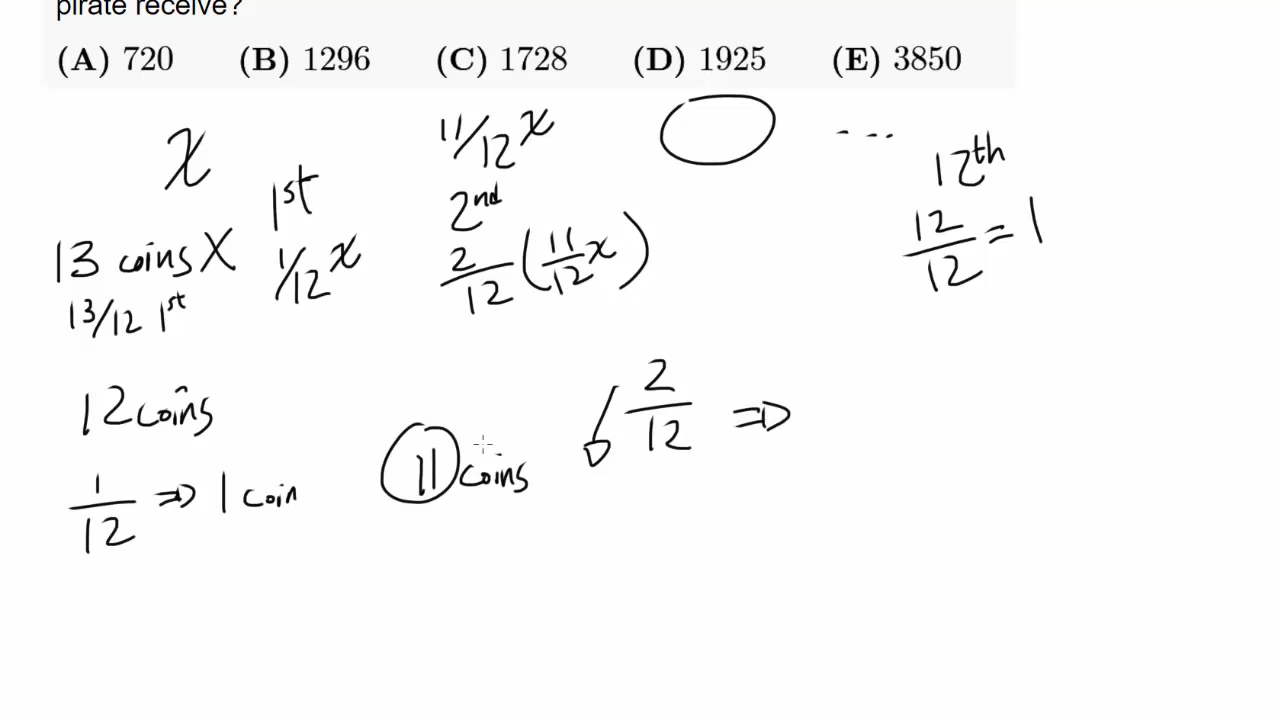 pirate receive?
(A) 720 (B) 1296 (C) 1728 (D) 1925 (E) 3850
x 11/12 x ...
1st 2nd 12th
13 coins X 1/12 x 2/12 (11/12 x) 12/12 = 1
13/12 1st
12 coins 2/12 ⇒
11 coins
1/12 ⇒ 1 coin